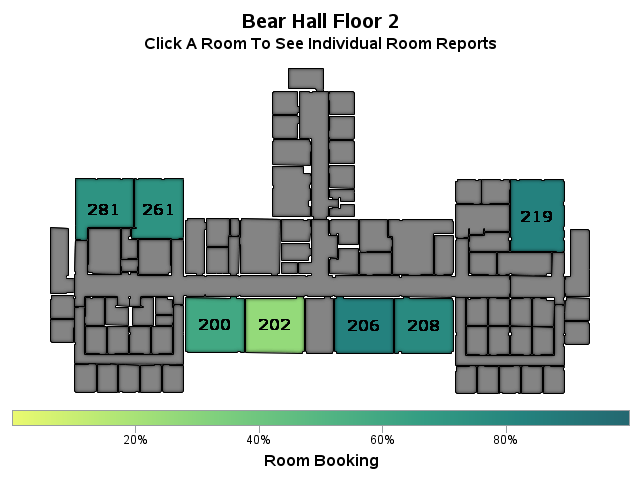 Bear Hall Floor 2
Click A Room To See Individual Room Reports
281 261 219
200 202 206 208
20% 40% 60% 80%
Room Booking